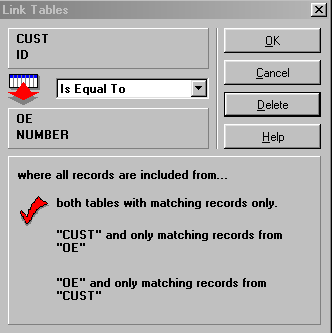 Link Tables
CUST
ID
OK
Is Equal To
Cancel
OE
NUMBER
Delete
Help
where all records are included from...
both tables with matching records only.
"CUST" and only matching records from
"OE"
"OE" and only matching records from
"CUST"